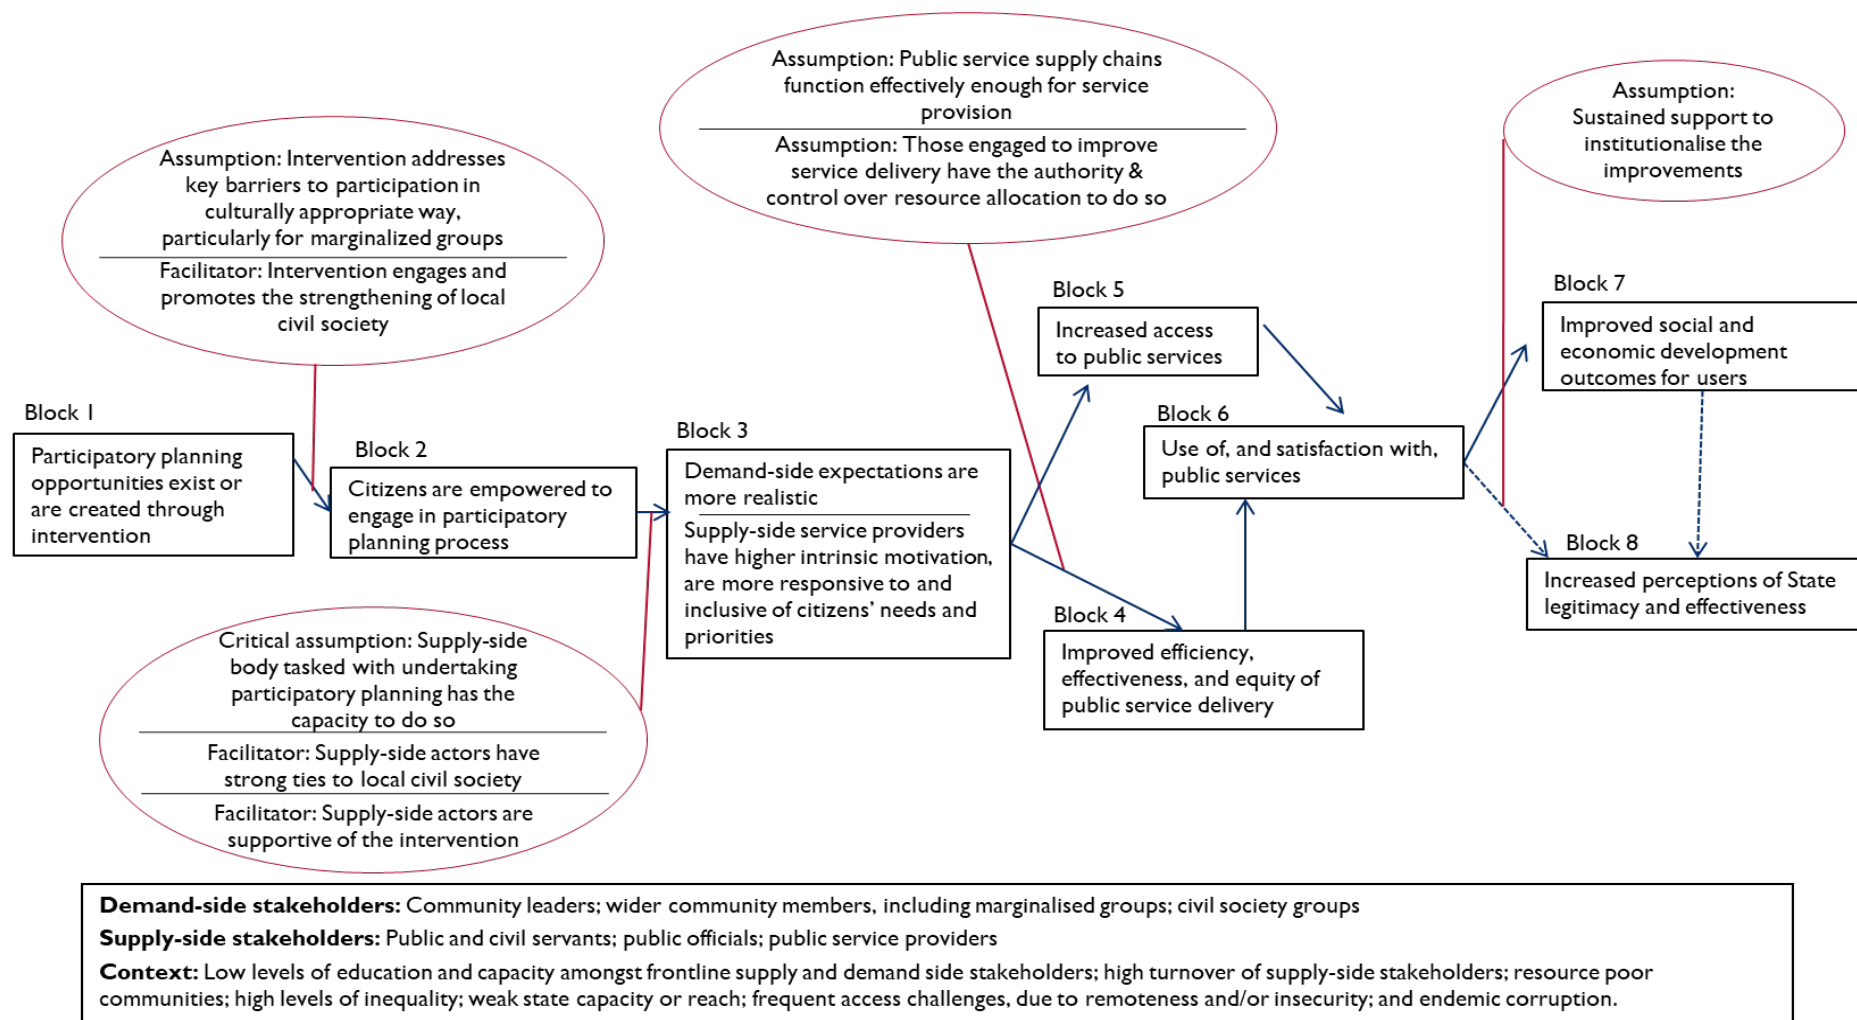 Assumption: Public service supply chains
function effectively enough for service
provision
Assumption: Those engaged to improve
service delivery have the authority &
control over resource allocation to do so
Assumption:
Sustained support to
institutionalise the
improvements
Assumption: Intervention addresses
key barriers to participation in
culturally appropriate way,
particularly for marginalized groups
Facilitator: Intervention engages and
promotes the strengthening of local
civil society
Block 1
Participatory planning
opportunities exist or
are created through
intervention
Block 2
Citizens are empowered to
engage in participatory
planning process
Block 3
Demand-side expectations are
more realistic
Supply-side service providers
have higher intrinsic motivation,
are more responsive to and
inclusive of citizens’ needs and
priorities
Block 5
Increased access
to public services
Block 4
Improved efficiency,
effectiveness, and equity of
public service delivery
Block 6
Use of, and satisfaction with,
public services
Block 7
Improved social and
economic development
outcomes for users
Block 8
Increased perceptions of State
legitimacy and effectiveness
Critical assumption: Supply-side
body tasked with undertaking
participatory planning has the
capacity to do so
Facilitator: Supply-side actors have
strong ties to local civil society
Facilitator: Supply-side actors are
supportive of the intervention
Demand-side stakeholders: Community leaders; wider community members, including marginalised groups; civil society groups
Supply-side stakeholders: Public and civil servants; public officials; public service providers
Context: Low levels of education and capacity amongst frontline supply and demand side stakeholders; high turnover of supply-side stakeholders; resource poor
communities; high levels of inequality; weak state capacity or reach; frequent access challenges, due to remoteness and/or insecurity; and endemic corruption.